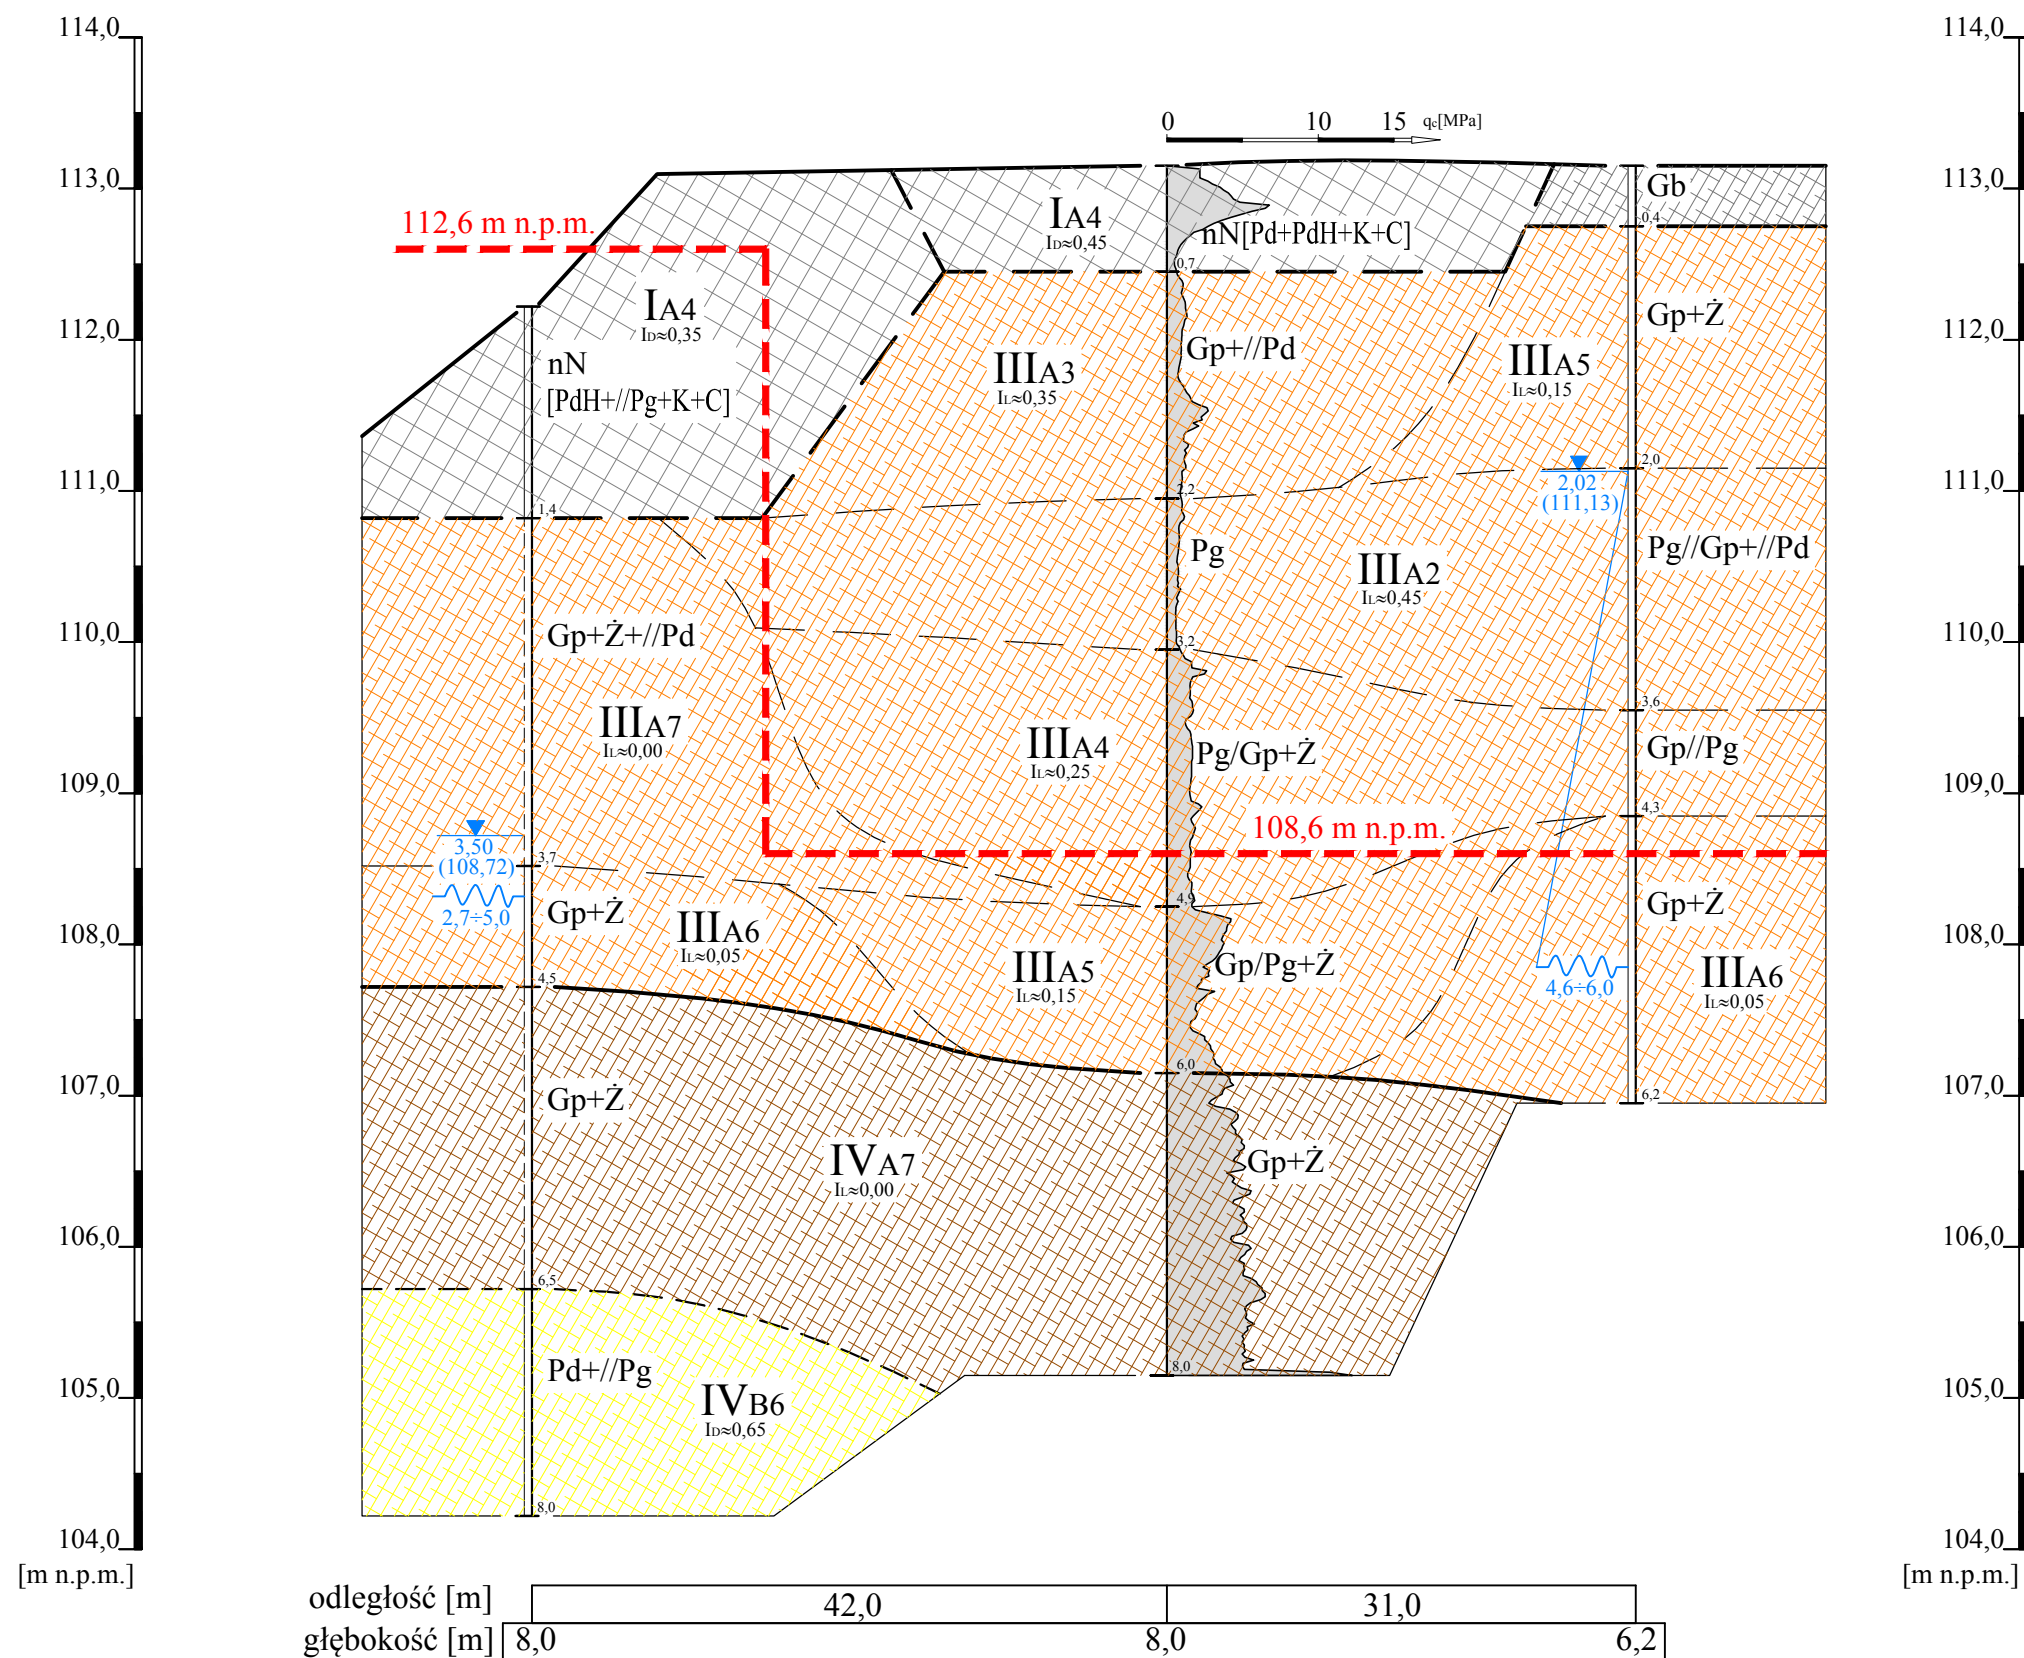 114,0
114,0
0 10 15 qc[MPa]
113,0
113,0
Gb
0,4
IA4
ID≈0,45
nN[Pd+PdH+K+C]
0,7
112,6 m n.p.m.
IA4
ID≈0,35
nN
[PdH+//Pg+K+C]
1,4
112,0
112,0
Gp+Ż
Gp+//Pd
IIIA3
IL≈0,35
IIIA5
IL≈0,15
2,0
2,2
2,02
(111,13)
111,0
111,0
Pg
Pg//Gp+//Pd
IIIA2
IL≈0,45
110,0
110,0
Gp+Ż+//Pd
3,2
3,6
IIIA7
IL≈0,00
IIIA4
IL≈0,25
Pg/Gp+Ż
Gp//Pg
109,0
109,0
4,3
108,6 m n.p.m.
3,50
(108,72)
2,7÷5,0
3,7
Gp+Ż
4,9
Gp+Ż
108,0
108,0
IIIA6
IL≈0,05
IIIA5
IL≈0,15
Gp/Pg+Ż
4,6÷6,0
IIIA6
IL≈0,05
4,5
6,0
6,2
107,0
107,0
Gp+Ż
IVA7
IL≈0,00
Gp+Ż
106,0
106,0
6,5
8,0
Pd+//Pg
IVB6
ID≈0,65
105,0
105,0
8,0
104,0
104,0
[m n.p.m.]
[m n.p.m.]
odległość [m] 42,0 31,0
głębokość [m] 8,0 8,0 6,2